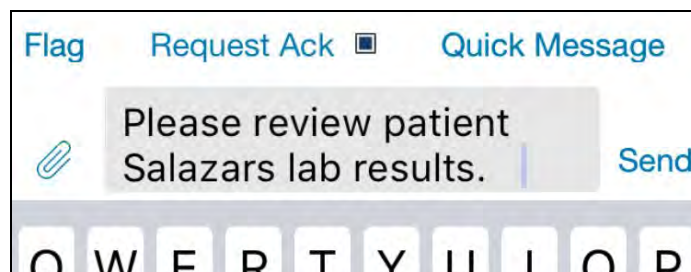 Flag Request Ack Quick Message
Please review patient
Salazars lab results.
Send
Q W E R T Y U I O P